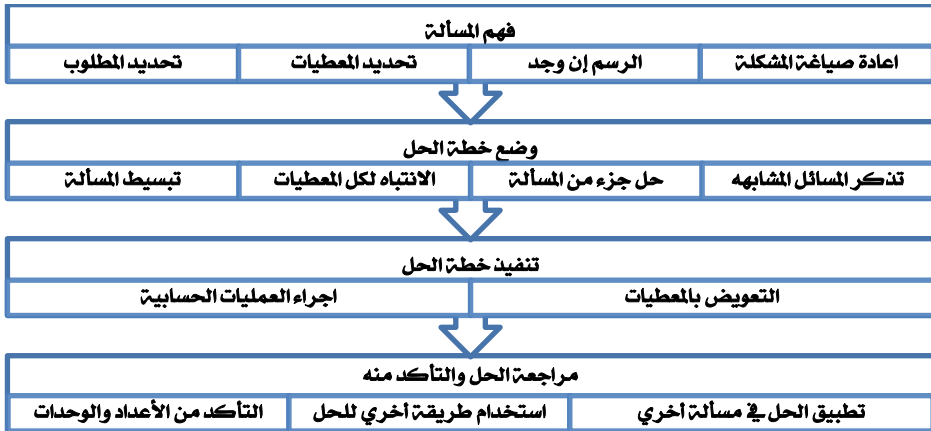 فهم المسألة
اعادة صياغة المشكلة الرسم إن وجد تحديد المعطيات تحديد المطلوب
وضع خطة الحل
تذكر المسائل المشابهه حل جزء من المسألة الانتباه لكل المعطيات تبسيط المسألة
تنفيذ خطة الحل
التعويض بالمعطيات اجراء العمليات الحسابية
مراجعة الحل والتأكد منه
تطبيق الحل في مسألة أخري استخدام طريقة أخري للحل التأكد من الأعداد والوحدات